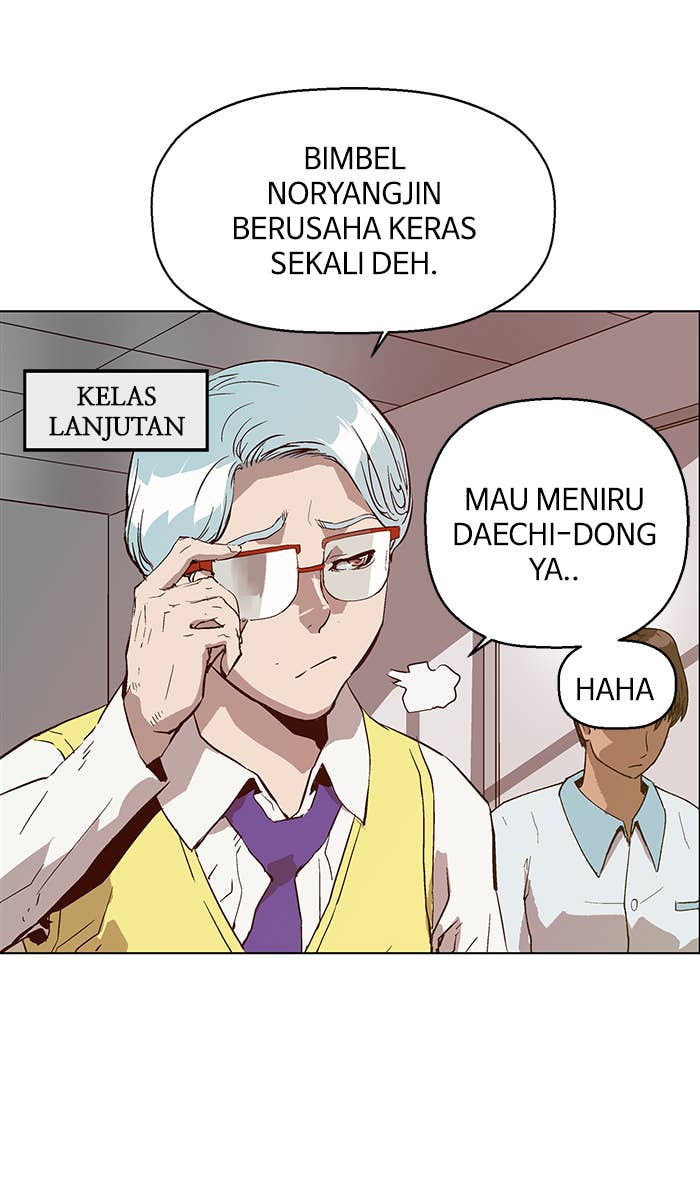 BIMBEL
NORYANGJIN
BERUSAHA KERAS
SEKALI DEH.
KELAS
LANJUTAN
MAU MENIRU
DAECHI-DONG
YA..
HAHA